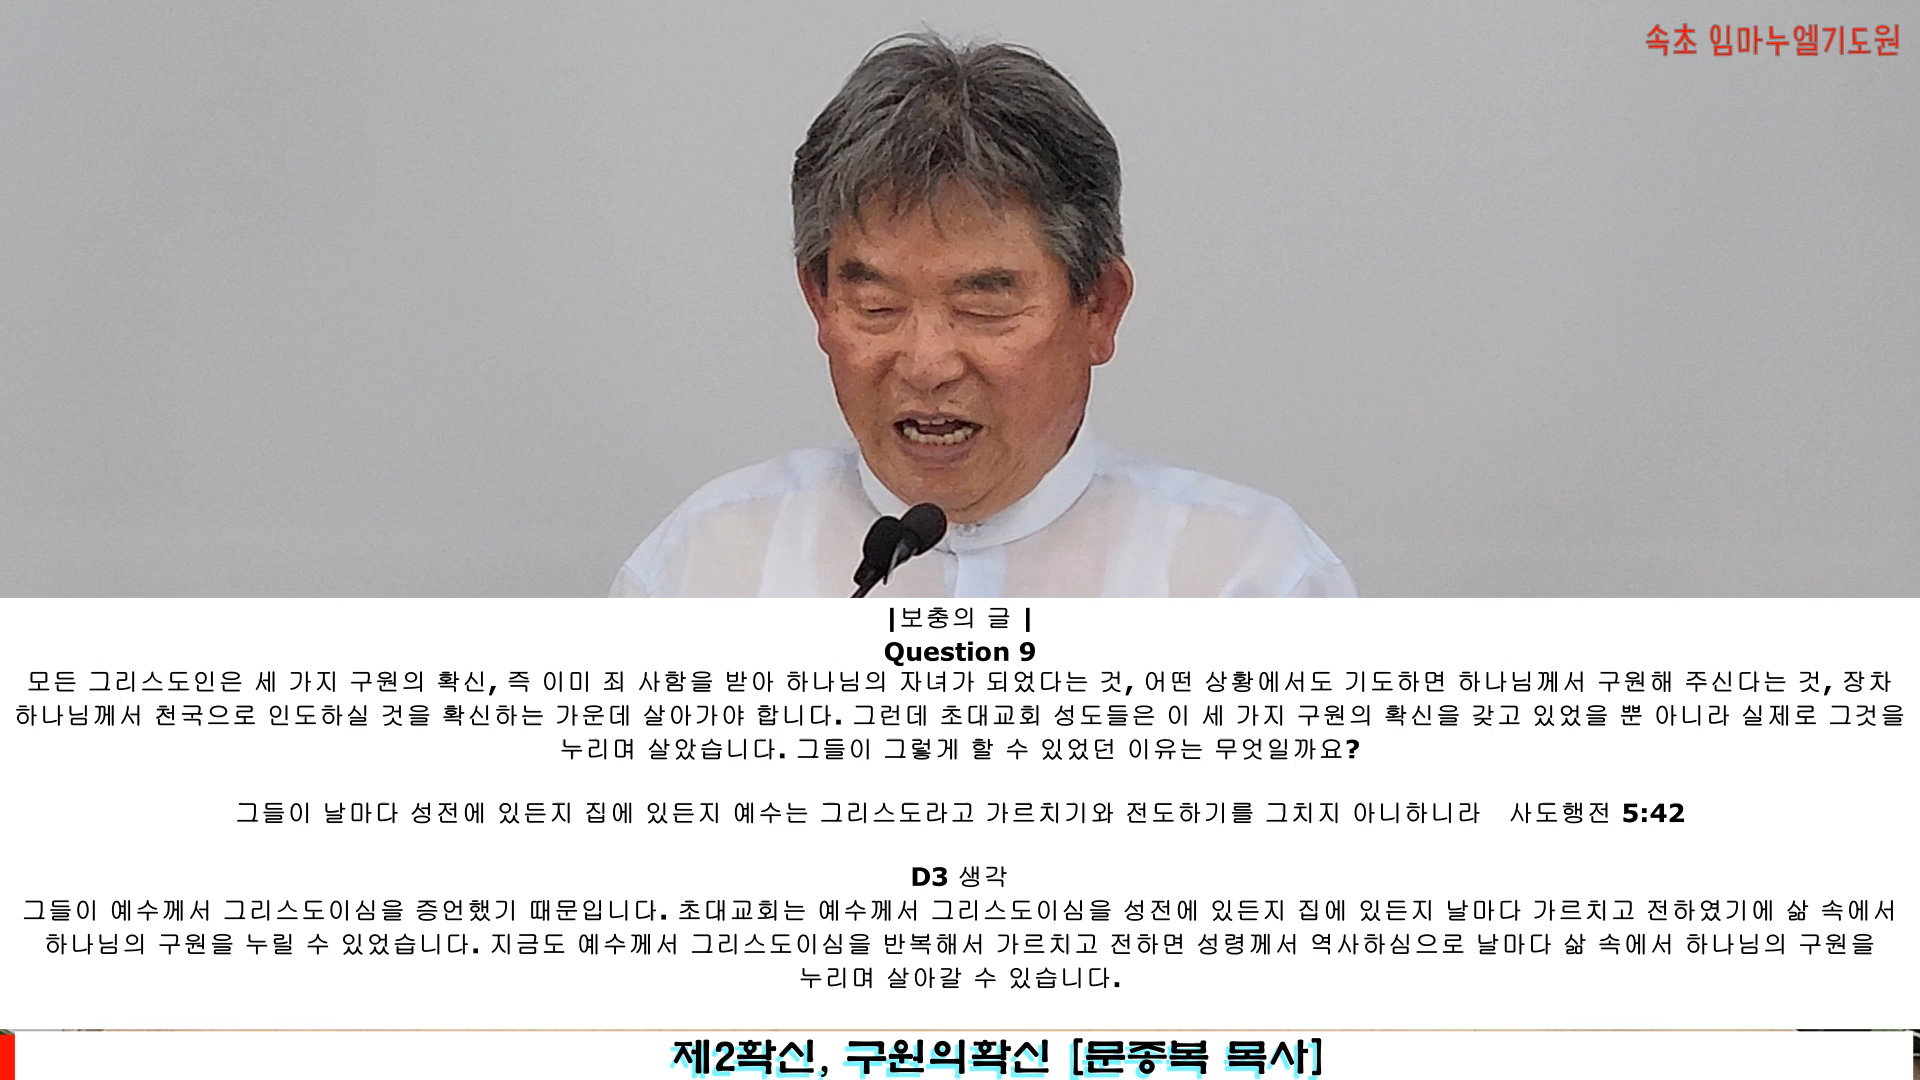 속초 임마누엘기도원
|보충의 글 |
Question 9
모든 그리스도인은 세 가지 구원의 확신, 즉 이미 죄 사함을 받아 하나님의 자녀가 되었다는 것, 어떤 상황에서도 기도하면 하나님께서 구원해 주신다는 것, 장차
하나님께서 천국으로 인도하실 것을 확신하는 가운데 살아가야 합니다. 그런데 초대교회 성도들은 이 세 가지 구원의 확신을 갖고 있었을 뿐 아니라 실제로 그것을
누리며 살았습니다. 그들이 그렇게 할 수 있었던 이유는 무엇일까요?
그들이 날마다 성전에 있든지 집에 있든지 예수는 그리스도라고 가르치기와 전도하기를 그치지 아니하니라 사도행전 5:42
D3 생각
그들이 예수께서 그리스도이심을 증언했기 때문입니다. 초대교회는 예수께서 그리스도이심을 성전에 있든지 집에 있든지 날마다 가르치고 전하였기에 삶 속에서
하나님의 구원을 누릴 수 있었습니다. 지금도 예수께서 그리스도이심을 반복해서 가르치고 전하면 성령께서 역사하심으로 날마다 삶 속에서 하나님의 구원을
누리며 살아갈 수 있습니다.
제2확신, 구원의확신 [문종복 목사]